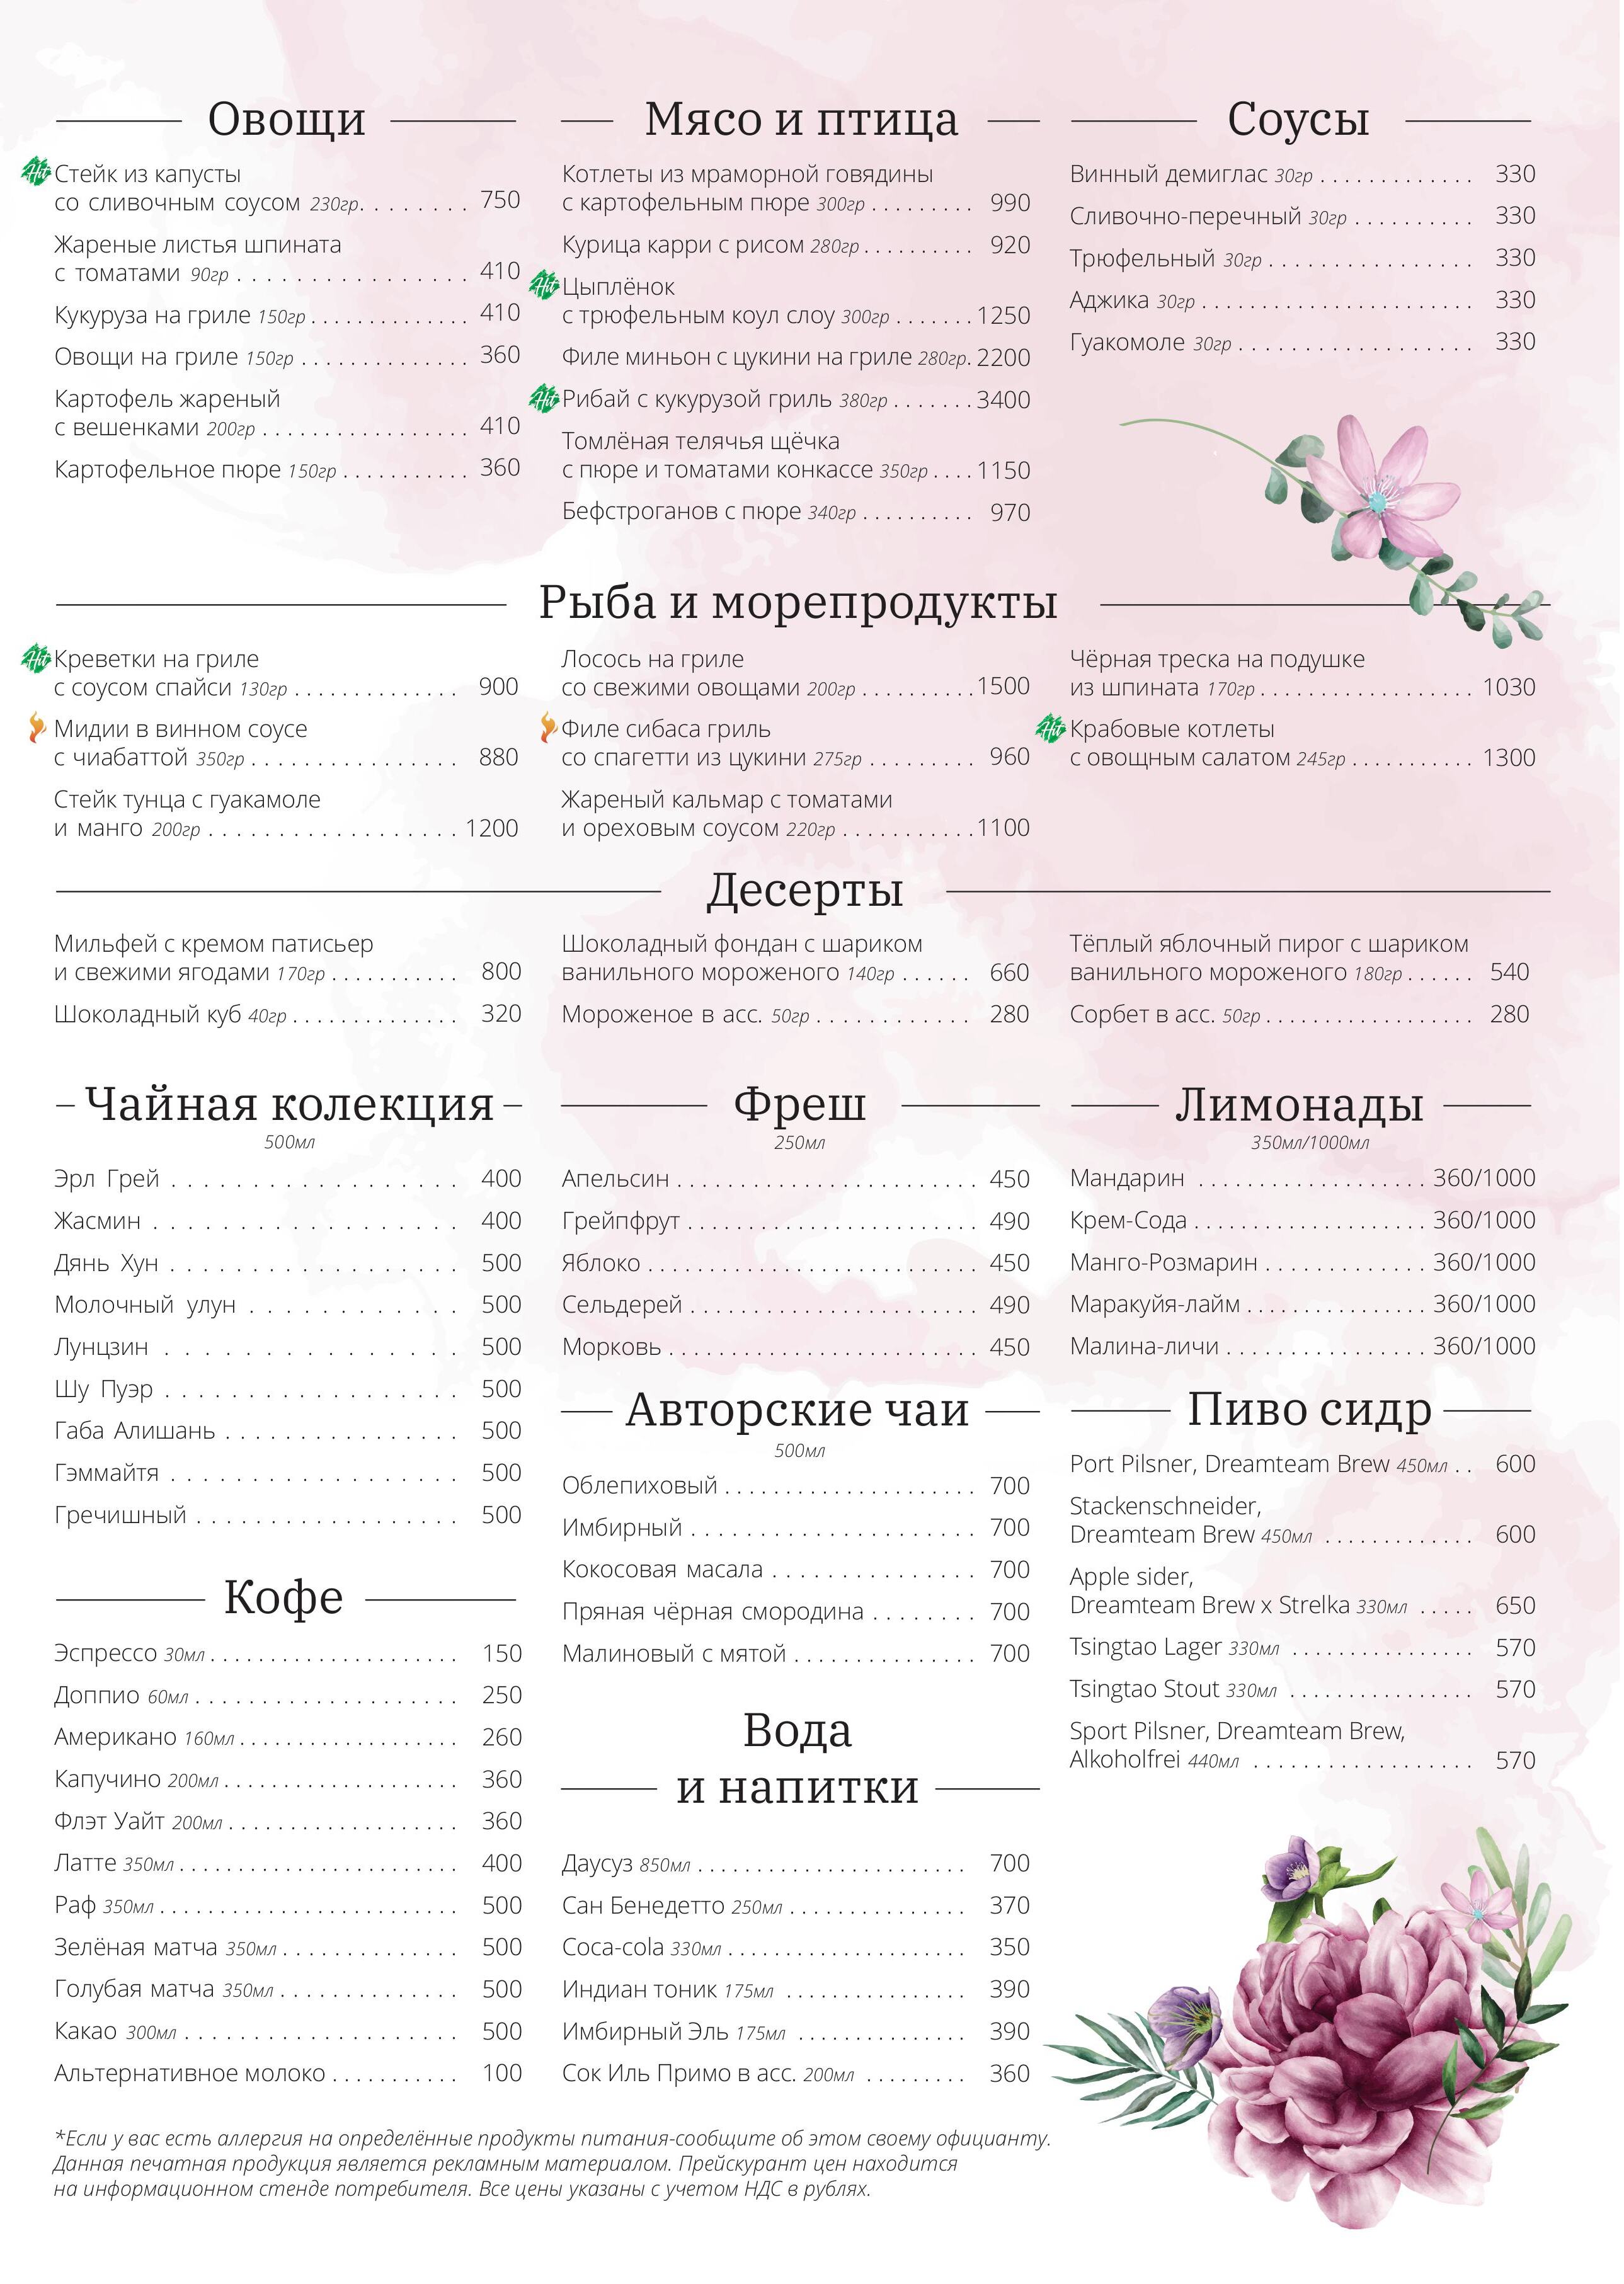 Овощи
Hit
Стейк из капусты
со сливочным соусом 230гр. . . . . . . . 750
Жареные листья шпината
с томатами 90гр . . . . . . . . . . . . . . . . 410
Кукуруза на гриле 150гр . . . . . . . . . . . . . . 410
Овощи на гриле 150гр . . . . . . . . . . . . . . 360
Картофель жареный
с вешенками 200гр . . . . . . . . . . . . . . . . . . 410
Картофельное пюре 150гр . . . . . . . . . . . 360
Мясо и птица
Котлеты из мраморной говядины
с картофельным пюре 300гр . . . . . . . . . 990
Курица карри с рисом 280гр . . . . . . . . . . 920
Hit
Цыплёнок
с трюфельным коул слоу 300гр . . . . . . . 1250
Филе миньон с цукини на гриле 280гр. 2200
Hit
Рибай с кукурузой гриль 380гр . . . . . . . 3400
Томлёная телячья щёчка
с пюре и томатами конкассе 350гр . . . . 1150
Бефстроганов с пюре 340гр . . . . . . . . . . 970
Соусы
Винный демиглас 30гр . . . . . . . . . . . . . 330
Сливочно-перечный 30гр . . . . . . . . . . 330
Трюфельный 30гр . . . . . . . . . . . . . . . . . 330
Аджика 30гр . . . . . . . . . . . . . . . . . . . . . . . 330
Гуакомоле 30гр . . . . . . . . . . . . . . . . . . . 330
Рыба и морепродукты
Hit
Креветки на гриле
с соусом спайси 130гр . . . . . . . . . . . . . . 900
Мидии в винном соусе
с чиабаттой 350гр . . . . . . . . . . . . . . . . 880
Стейк тунца с гуакамоле
и манго 200гр . . . . . . . . . . . . . . . . . . 1200
Лосось на гриле
со свежими овощами 200гр . . . . . . . . . . 1500
Филе сибаса гриль
со спагетти из цукини 275гр . . . . . . . . . 960
Жареный кальмар с томатами
и ореховым соусом 220гр . . . . . . . . . . . 1100
Чёрная треска на подушке
из шпината 170гр . . . . . . . . . . . . . . . . . . 1030
Hit
Крабовые котлеты
с овощным салатом 245гр . . . . . . . . . . . 1300
Десерты
Мильфей с кремом патисьер
и свежими ягодами 170гр . . . . . . . . . . . 800
Шоколадный куб 40гр . . . . . . . . . . . . . . 320
Шоколадный фондан с шариком
ванильного мороженого 140гр . . . . . . 660
Мороженое в асс. 50гр . . . . . . . . . . . . . 280
Тёплый яблочный пирог с шариком
ванильного мороженого 180гр . . . . . . 540
Сорбет в асс. 50гр . . . . . . . . . . . . . . . . . . 280
Чайная колекция
500мл
Эрл Грей . . . . . . . . . . . . . . . . . . 400
Жасмин . . . . . . . . . . . . . . . . . . 400
Дянь Хун . . . . . . . . . . . . . . . . . 500
Молочный улун . . . . . . . . . . . . 500
Лунцзин . . . . . . . . . . . . . . . 500
Шу Пуэр . . . . . . . . . . . . . . . . . . 500
Габа Алишань . . . . . . . . . . . . . . . . 500
Гэммайтя . . . . . . . . . . . . . . . . . . 500
Гречишный . . . . . . . . . . . . . . . . . . 500
Кофе
Эспрессо 30мл . . . . . . . . . . . . . . . . . . . . 150
Доппио 60мл . . . . . . . . . . . . . . . . . . . . 250
Американо 160мл . . . . . . . . . . . . . . . . . . 260
Капучино 200мл . . . . . . . . . . . . . . . . . . . 360
Флэт Уайт 200мл . . . . . . . . . . . . . . . . . . . 360
Латте 350мл . . . . . . . . . . . . . . . . . . . . . . . 400
Раф 350мл . . . . . . . . . . . . . . . . . . . . . . . . 500
Зелёная матча 350мл . . . . . . . . . . . . . . 500
Голубая матча 350мл . . . . . . . . . . . . . . 500
Какао 300мл . . . . . . . . . . . . . . . . . . . . . 500
Альтернативное молоко . . . . . . . . . . . 100
Фреш
250мл
Апельсин . . . . . . . . . . . . . . . . . . . . . . . . 450
Грейпфрут . . . . . . . . . . . . . . . . . . . . . . . 490
Яблоко . . . . . . . . . . . . . . . . . . . . . . . . . . . 450
Сельдерей . . . . . . . . . . . . . . . . . . . . . . . 490
Морковь . . . . . . . . . . . . . . . . . . . . . . . . . 450
Авторские чаи
500мл
Облепиховый . . . . . . . . . . . . . . . . . . . . 700
Имбирный . . . . . . . . . . . . . . . . . . . . . . 700
Кокосовая масала . . . . . . . . . . . . . . . 700
Пряная чёрная смородина . . . . . . . . 700
Малиновый с мятой . . . . . . . . . . . . . . . 700
Вода
и напитки
Даусуз 850мл . . . . . . . . . . . . . . . . . . . . . . 700
Сан Бенедетто 250мл . . . . . . . . . . . . . . . 370
Coca-cola 330мл . . . . . . . . . . . . . . . . . . . . 350
Индиан тоник 175мл . . . . . . . . . . . . . . . . 390
Имбирный Эль 175мл . . . . . . . . . . . . . . . 390
Сок Иль Примо в асс. 200мл . . . . . . . . . 360
Лимонады
350мл/1000мл
Мандарин . . . . . . . . . . . . . . . . . . . 360/1000
Крем-Сода . . . . . . . . . . . . . . . . . . . . . . 360/1000
Манго-Розмарин . . . . . . . . . . . . . 360/1000
Маракуйя-лайм . . . . . . . . . . . . . . . . . 360/1000
Малина-личи . . . . . . . . . . . . . . . . . . . 360/1000
Пиво сидр
Port Pilsner, Dreamteam Brew 450мл . . 600
Stackenschneider,
Dreamteam Brew 450мл . . . . . . . . . . . . . 600
Apple sider,
Dreamteam Brew x Strelka 330мл . . . . . 650
Tsingtao Lager 330мл . . . . . . . . . . . . . . . . 570
Tsingtao Stout 330мл . . . . . . . . . . . . . . . . 570
Sport Pilsner, Dreamteam Brew,
Alkoholfrei 440мл . . . . . . . . . . . . . . . . . . 570
*Если у вас есть аллергия на определённые продукты питания-сообщите об этом своему официанту.
Данная печатная продукция является рекламным материалом. Прейскурант цен находится
на информационном стенде потребителя. Все цены указаны с учетом НДС в рублях.